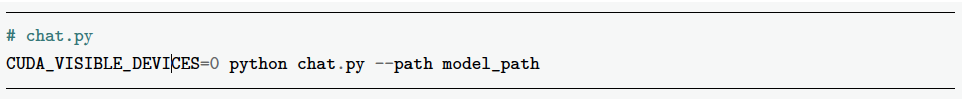 # chat.py
CUDA_VISIBLE_DEVICES=0 python chat.py --path model_path